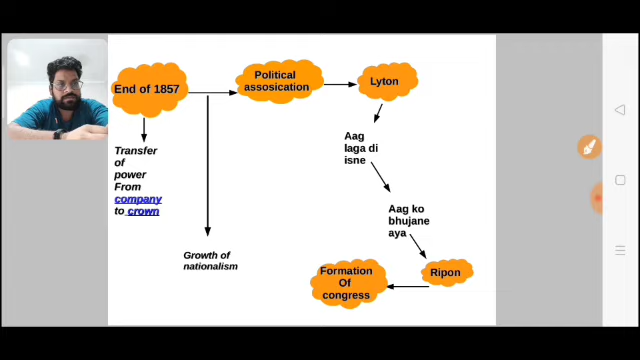 End of 1857
Political
assosication
Lyton
Transfer
of
power
From
company
to crown
Aag
laga di
isne
Aag ko
bhujane
aya
Growth of
nationalism
Formation
Of
congress
Ripon